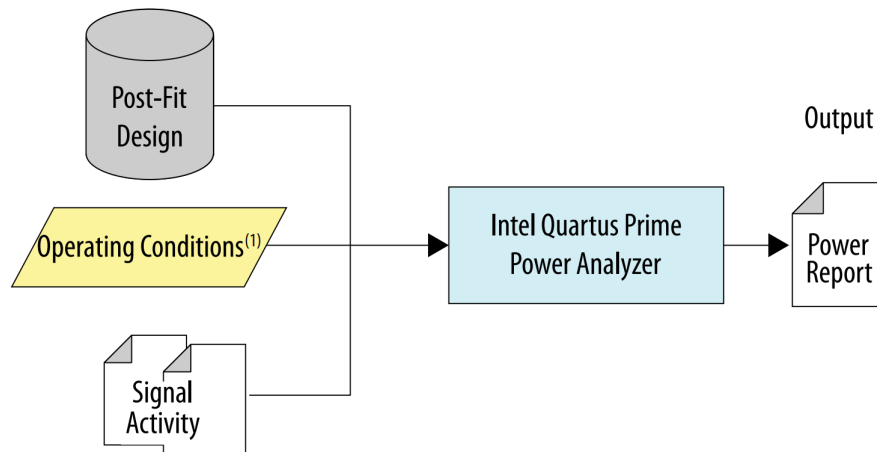 Post-Fit
Design
Output
Operating Conditions(1)
Intel Quartus Prime
Power Analyzer
Power
Report
Signal
Activity